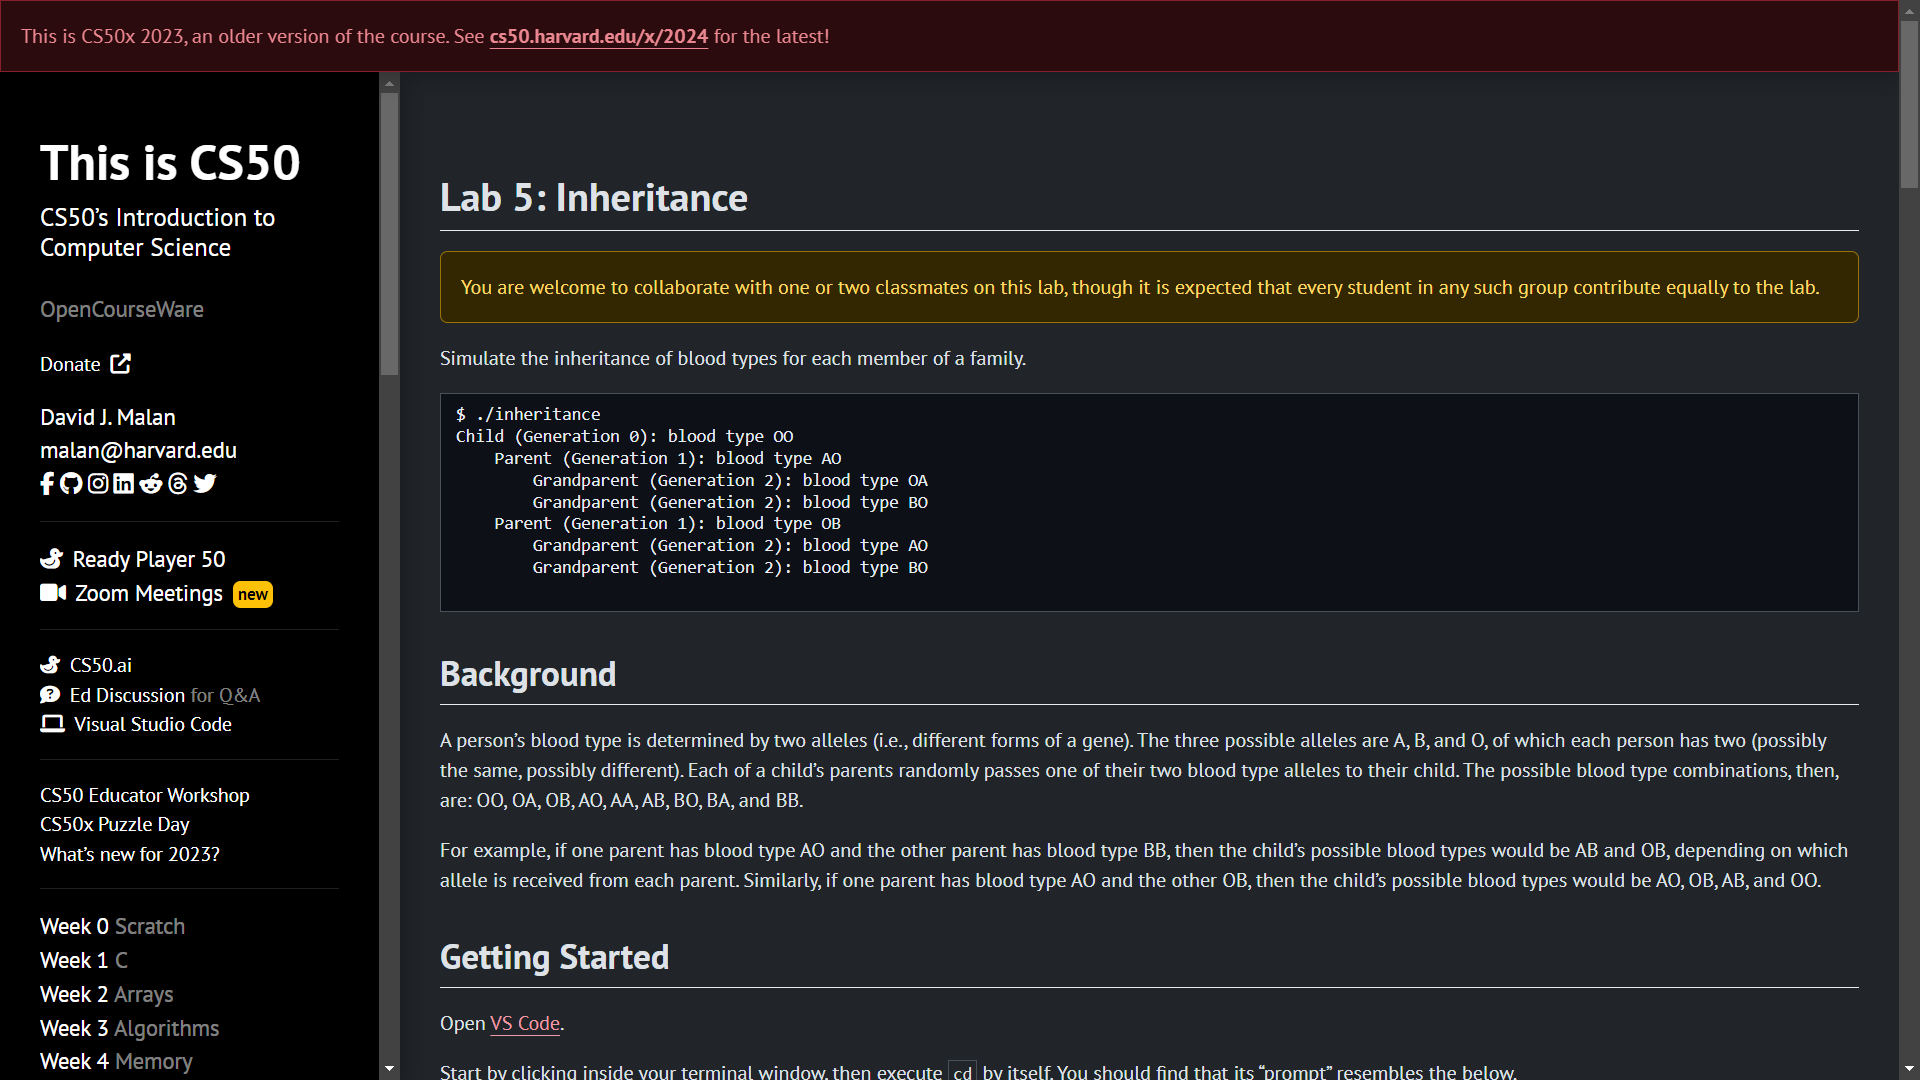 This is CS50x 2023, an older version of the course. See cs50.harvard.edu/x/2024 for the latest!
This is CS50
CS50’s Introduction to
Computer Science
OpenCourseWare
Donate
David J. Malan
malan@harvard.edu
Ready Player 50
Zoom Meetings new
CS50.ai
Ed Discussion for Q&A
Visual Studio Code
CS50 Educator Workshop
CS50x Puzzle Day
What’s new for 2023?
Week 0 Scratch
Week 1 C
Week 2 Arrays
Week 3 Algorithms
Week 4 Memory
Lab 5: Inheritance
You are welcome to collaborate with one or two classmates on this lab, though it is expected that every student in any such group contribute equally to the lab.
Simulate the inheritance of blood types for each member of a family.
$ ./inheritance
Child (Generation 0): blood type OO
    Parent (Generation 1): blood type AO
        Grandparent (Generation 2): blood type OA
        Grandparent (Generation 2): blood type BO
    Parent (Generation 1): blood type OB
        Grandparent (Generation 2): blood type AO
        Grandparent (Generation 2): blood type BO
Background
A person’s blood type is determined by two alleles (i.e., different forms of a gene). The three possible alleles are A, B, and O, of which each person has two (possibly
the same, possibly different). Each of a child’s parents randomly passes one of their two blood type alleles to their child. The possible blood type combinations, then,
are: OO, OA, OB, AO, AA, AB, BO, BA, and BB.
For example, if one parent has blood type AO and the other parent has blood type BB, then the child’s possible blood types would be AB and OB, depending on which
allele is received from each parent. Similarly, if one parent has blood type AO and the other OB, then the child’s possible blood types would be AO, OB, AB, and OO.
Getting Started
Open VS Code.
Start by clicking inside your terminal window, then execute cd by itself. You should find that its “prompt” resembles the below.